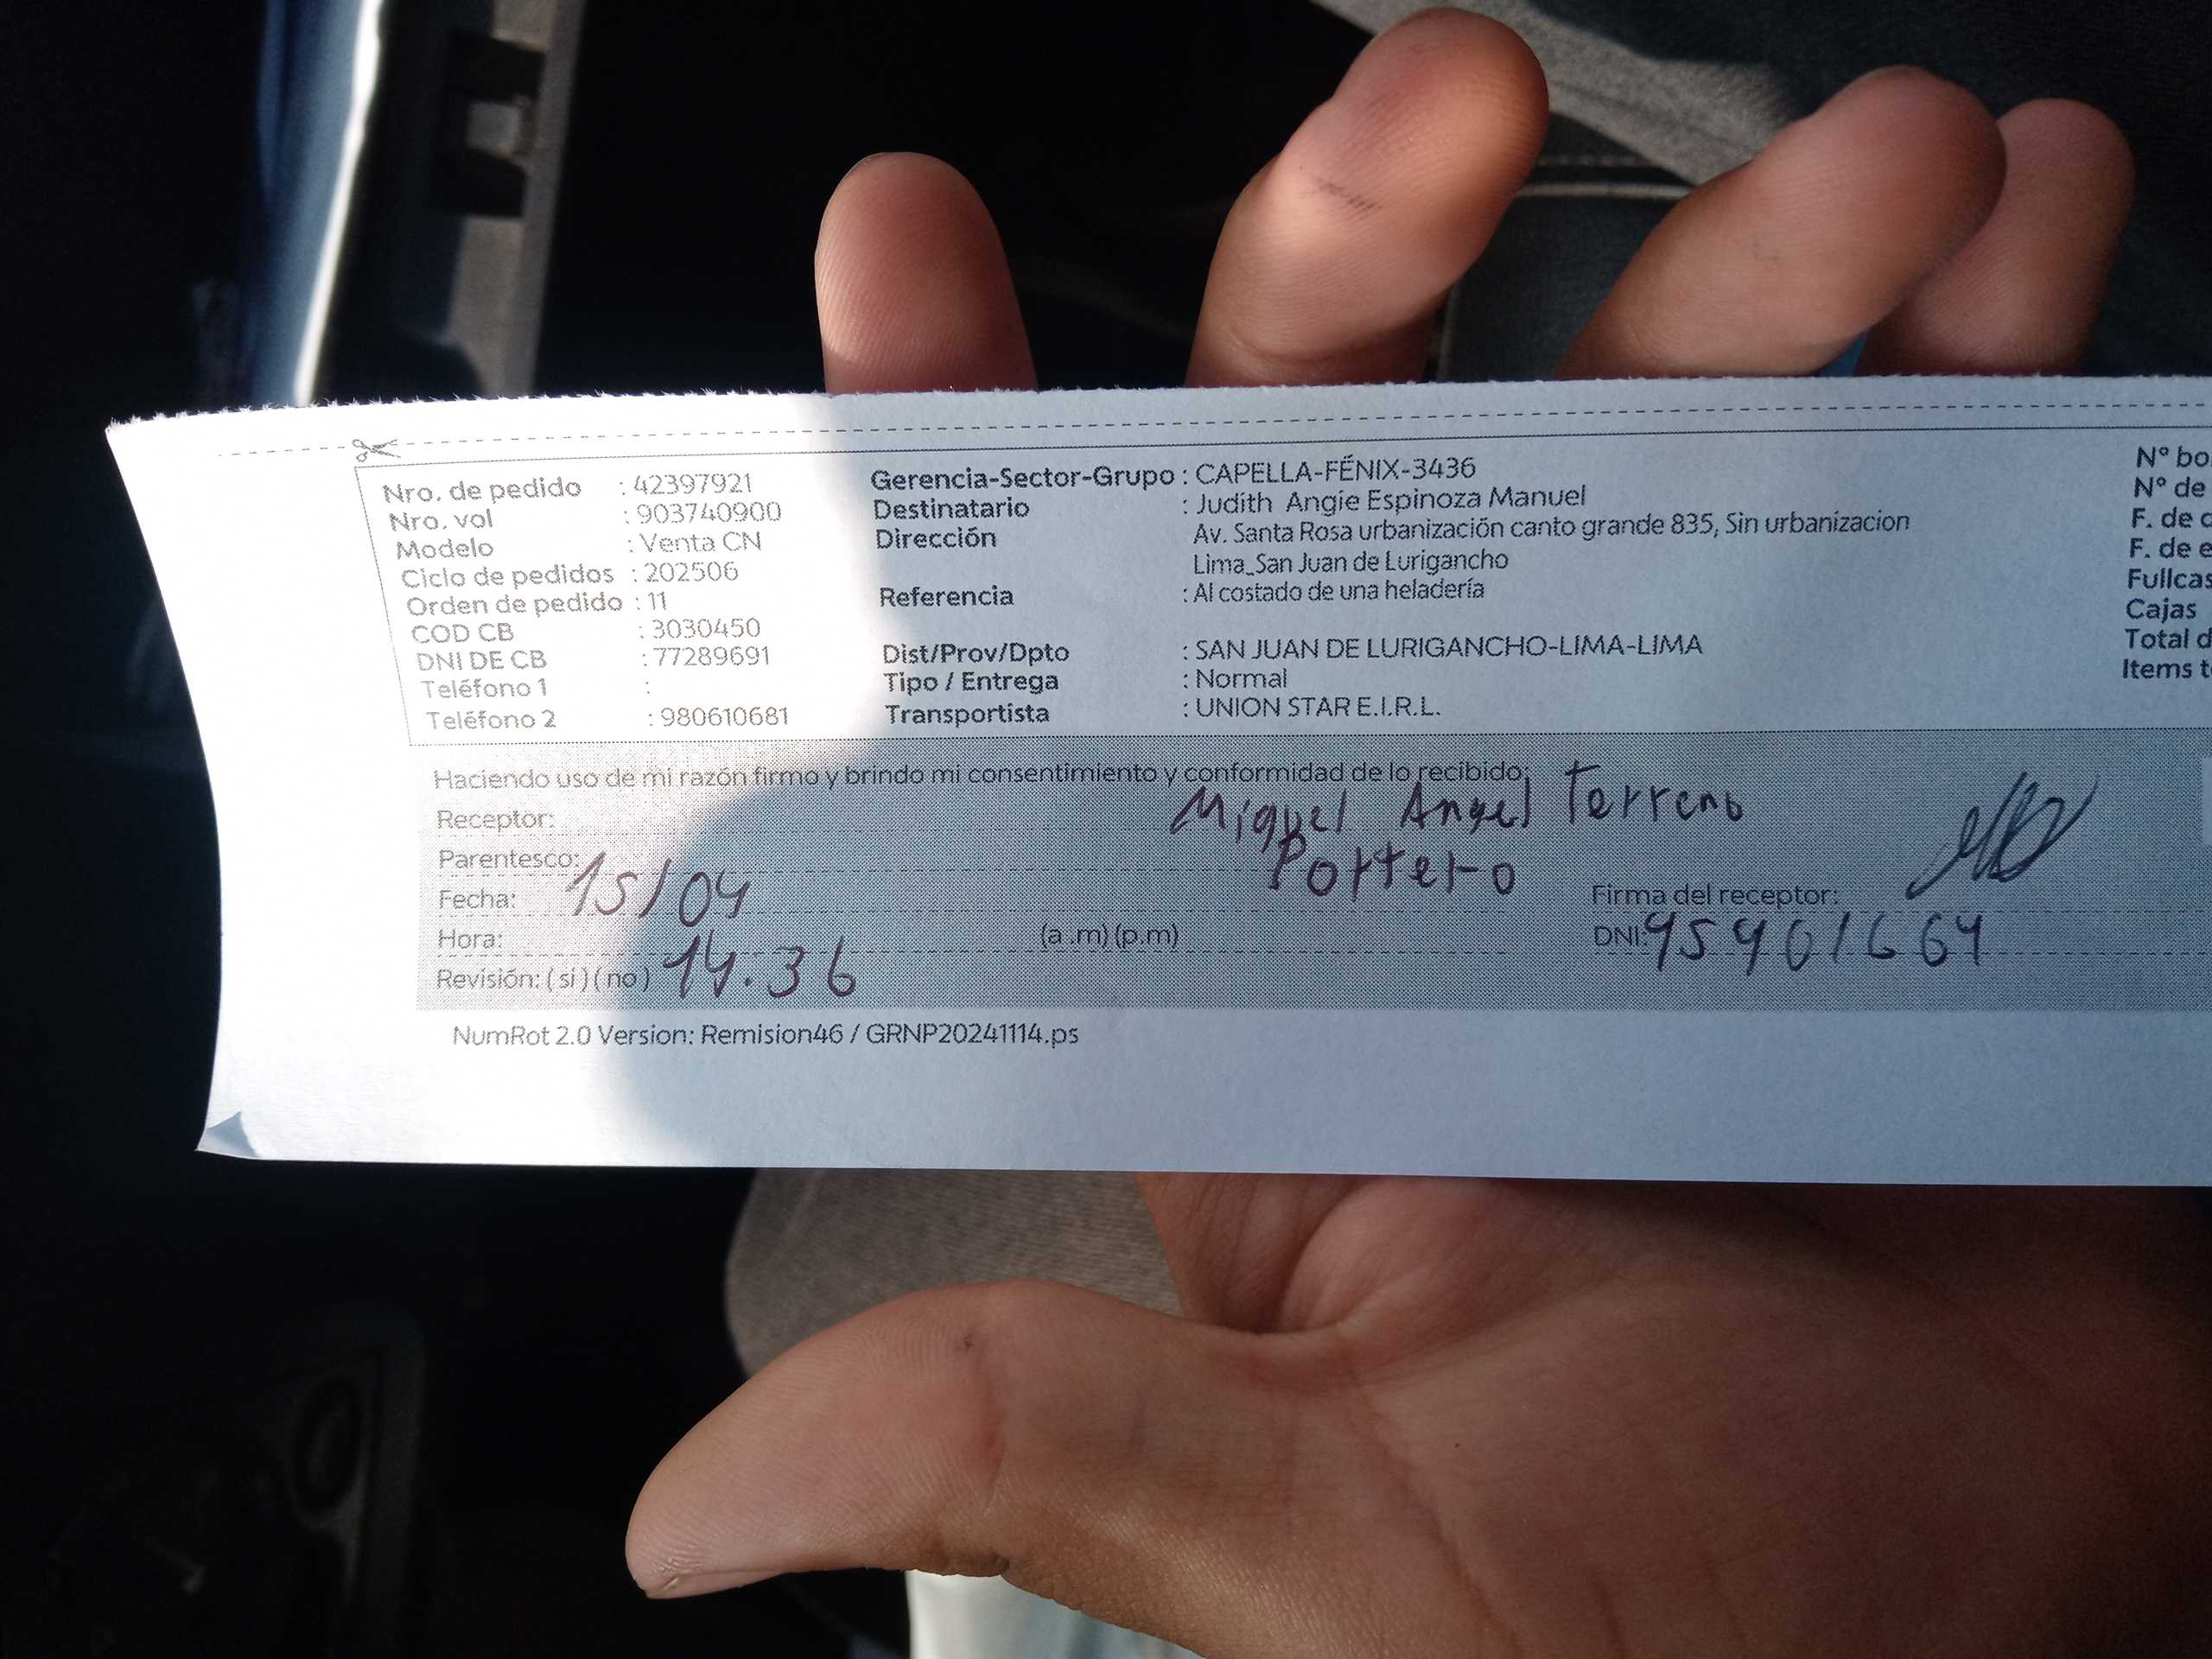 Nro. de pedido : 42397921
Nro. vol : 903740900
Modelo : Venta CN
Ciclo de pedidos : 202506
Orden de pedido : 11
COD CB : 3030450
DNI DE CB : 77289691
Teléfono 1 :
Teléfono 2 : 980610681
Gerencia-Sector-Grupo : CAPELLA-FÉNIX-3436
Destinatario : Judith Angie Espinoza Manuel
Dirección Av. Santa Rosa urbanización canto grande 835, Sin urbanizacion
Lima_San Juan de Lurigancho
Referencia : Al costado de una heladería
Dist/Prov/Dpto : SAN JUAN DE LURIGANCHO-LIMA-LIMA
Tipo / Entrega : Normal
Transportista : UNION STAR E.I.R.L.
N° bo
N° de
F. de
F. de e
Fullcas
Cajas
Total d
Items t
Haciendo uso de mi razón firmo y brindo mi consentimiento y conformidad de lo recibido:
Receptor: Miguel Angel Terreno
Parentesco: Portero
Fecha: 15/04
Firma del receptor:
Hora: (a .m) (p.m)
DNI:
Revisión: ( si ) ( no ) 14.36
NumRot 2.0 Version: Remision46 / GRNP20241114.ps